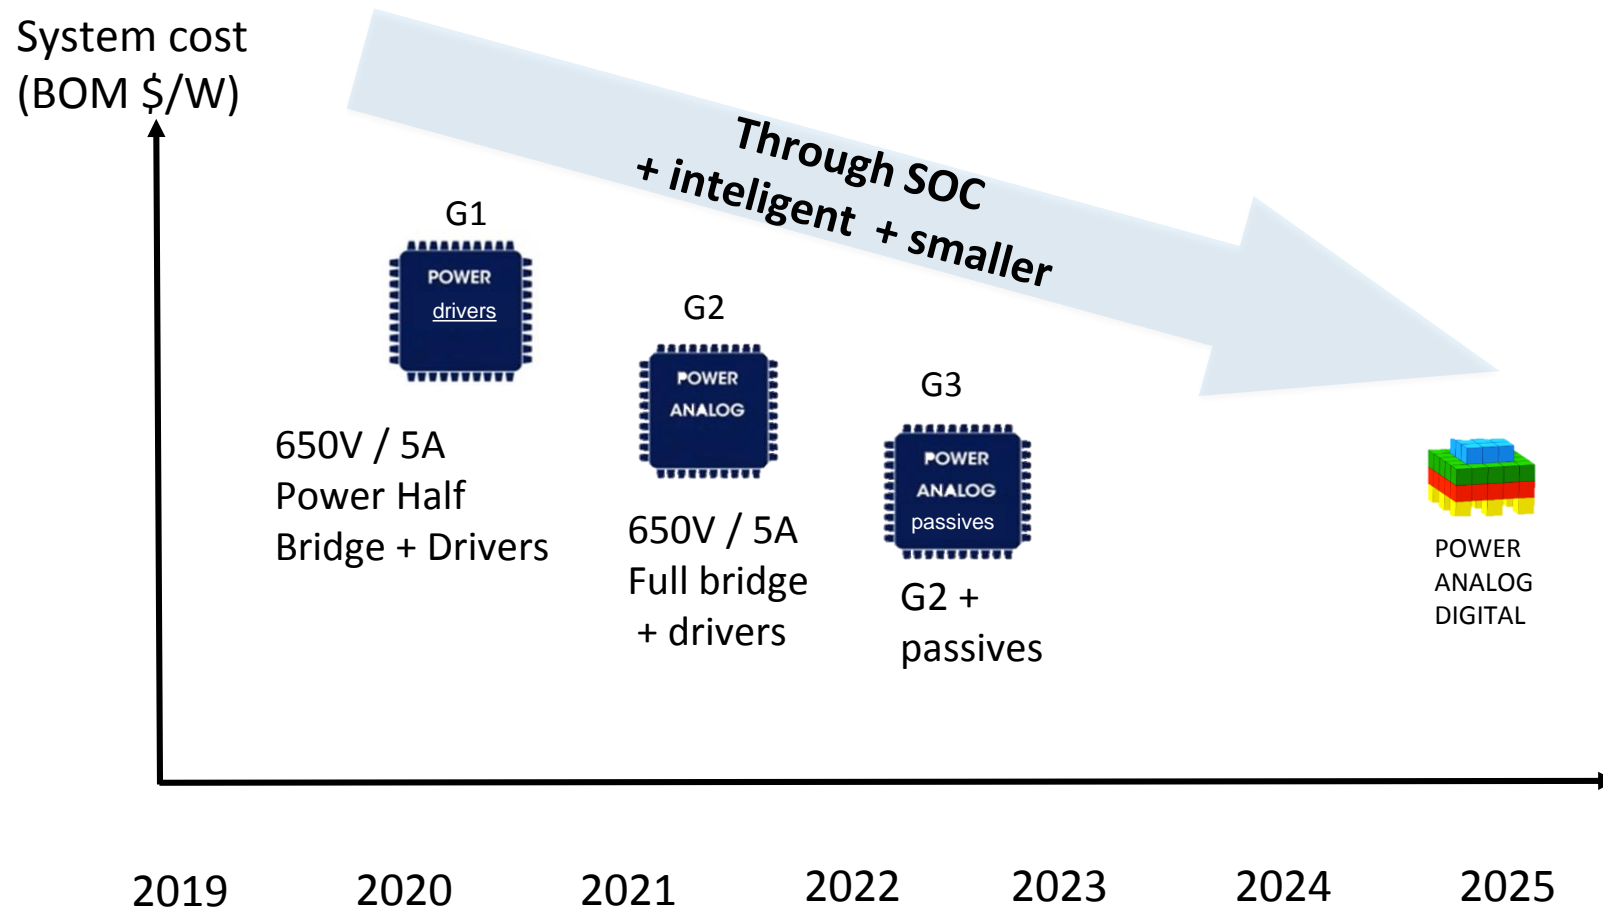 System cost
(BOM $/W)
Through SOC
+ inteligent + smaller
G1
POWER
drivers
650V / 5A
Power Half
Bridge + Drivers
G2
POWER
ANALOG
650V / 5A
Full bridge
+ drivers
G3
POWER
ANALOG
passives
G2 +
passives
POWER
ANALOG
DIGITAL
2019 2020 2021 2022 2023 2024 2025